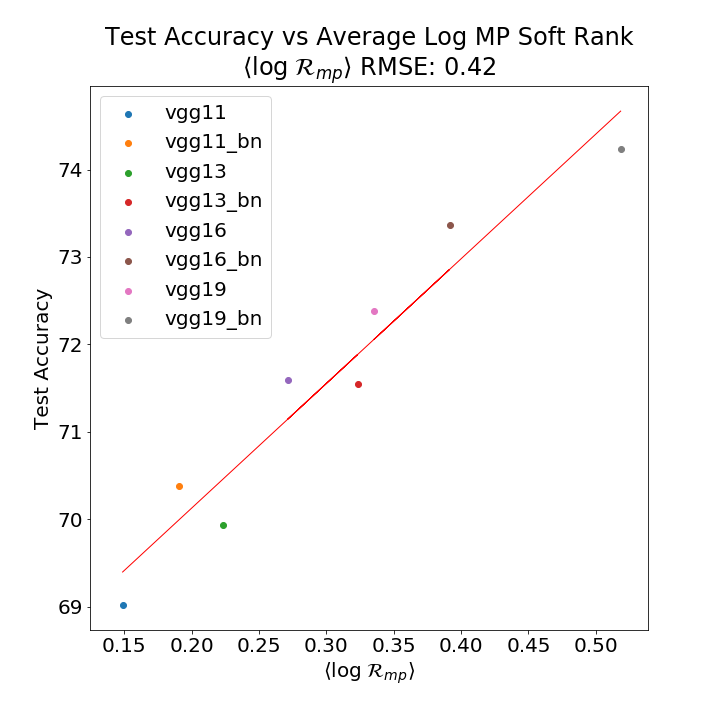 Test Accuracy vs Average Log MP Soft Rank
⟨log ℛₘₚ⟩ RMSE: 0.42
vgg11
vgg11_bn
vgg13
vgg13_bn
vgg16
vgg16_bn
vgg19
vgg19_bn
Test Accuracy
74
73
72
71
70
69
0.15 0.20 0.25 0.30 0.35 0.40 0.45 0.50
⟨log ℛₘₚ⟩